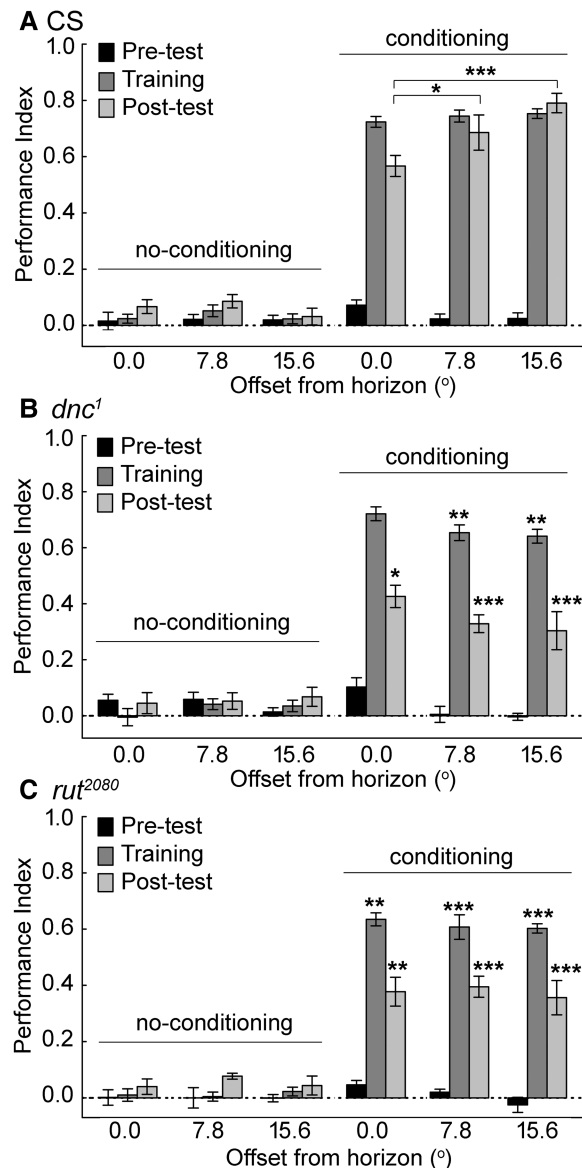 A CS
conditioning
Pre-test
Training
Post-test
***
*
no-conditioning
Performance Index
1.0
0.8
0.6
0.4
0.2
0.0
0.0 7.8 15.6 0.0 7.8 15.6
Offset from horizon (º)
B dnc¹
Pre-test
Training
Post-test
conditioning
** **
* *** ***
no-conditioning
Performance Index
1.0
0.8
0.6
0.4
0.2
0.0
0.0 7.8 15.6 0.0 7.8 15.6
Offset from horizon (º)
C rut²⁰⁸⁰
Pre-test
Training
Post-test
conditioning
** *** ***
** *** ***
no-conditioning
Performance Index
1.0
0.8
0.6
0.4
0.2
0.0
0.0 7.8 15.6 0.0 7.8 15.6
Offset from horizon (º)